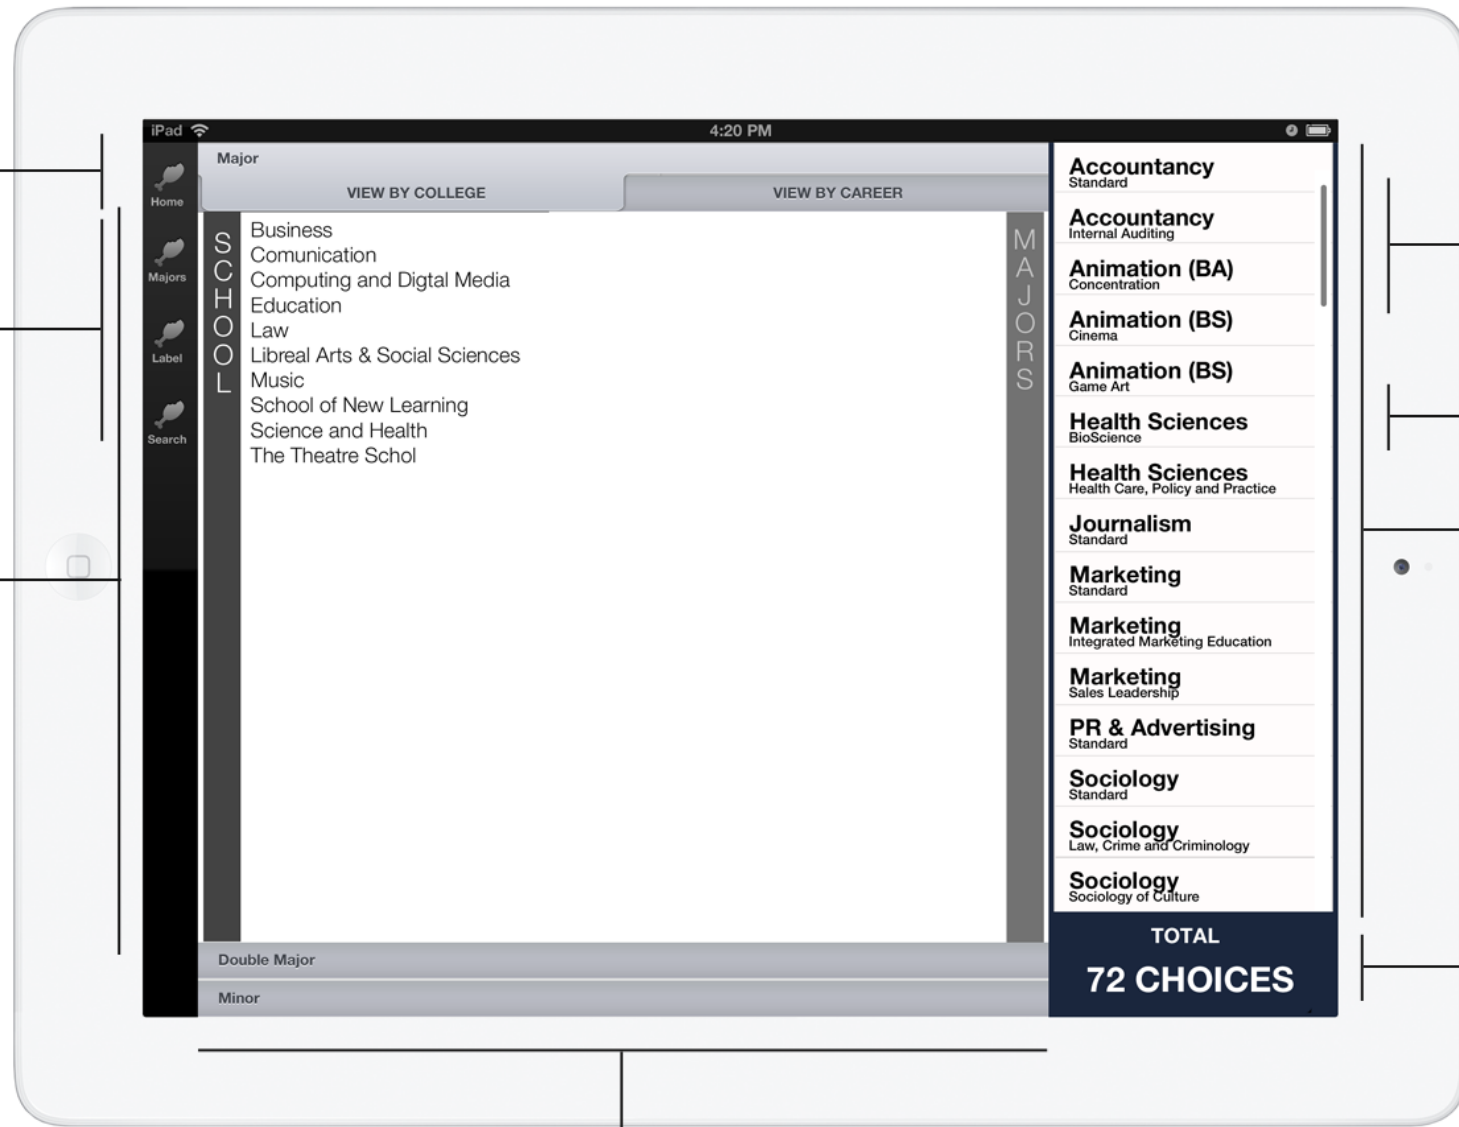 iPad
4:20 PM
Home
Majors
Label
Search
Major
VIEW BY COLLEGE
VIEW BY CAREER
SCHOOL
Business
Comunication
Computing and Digtal Media
Education
Law
Libreal Arts & Social Sciences
Music
School of New Learning
Science and Health
The Theatre Schol
MAJORS
Double Major
Minor
Accountancy
Standard
Accountancy
Internal Auditing
Animation (BA)
Concentration
Animation (BS)
Cinema
Animation (BS)
Game Art
Health Sciences
BioScience
Health Sciences
Health Care, Policy and Practice
Journalism
Standard
Marketing
Standard
Marketing
Integrated Marketing Education
Marketing
Sales Leadership
PR & Advertising
Standard
Sociology
Standard
Sociology
Law, Crime and Criminology
Sociology
Sociology of Culture
TOTAL
72 CHOICES